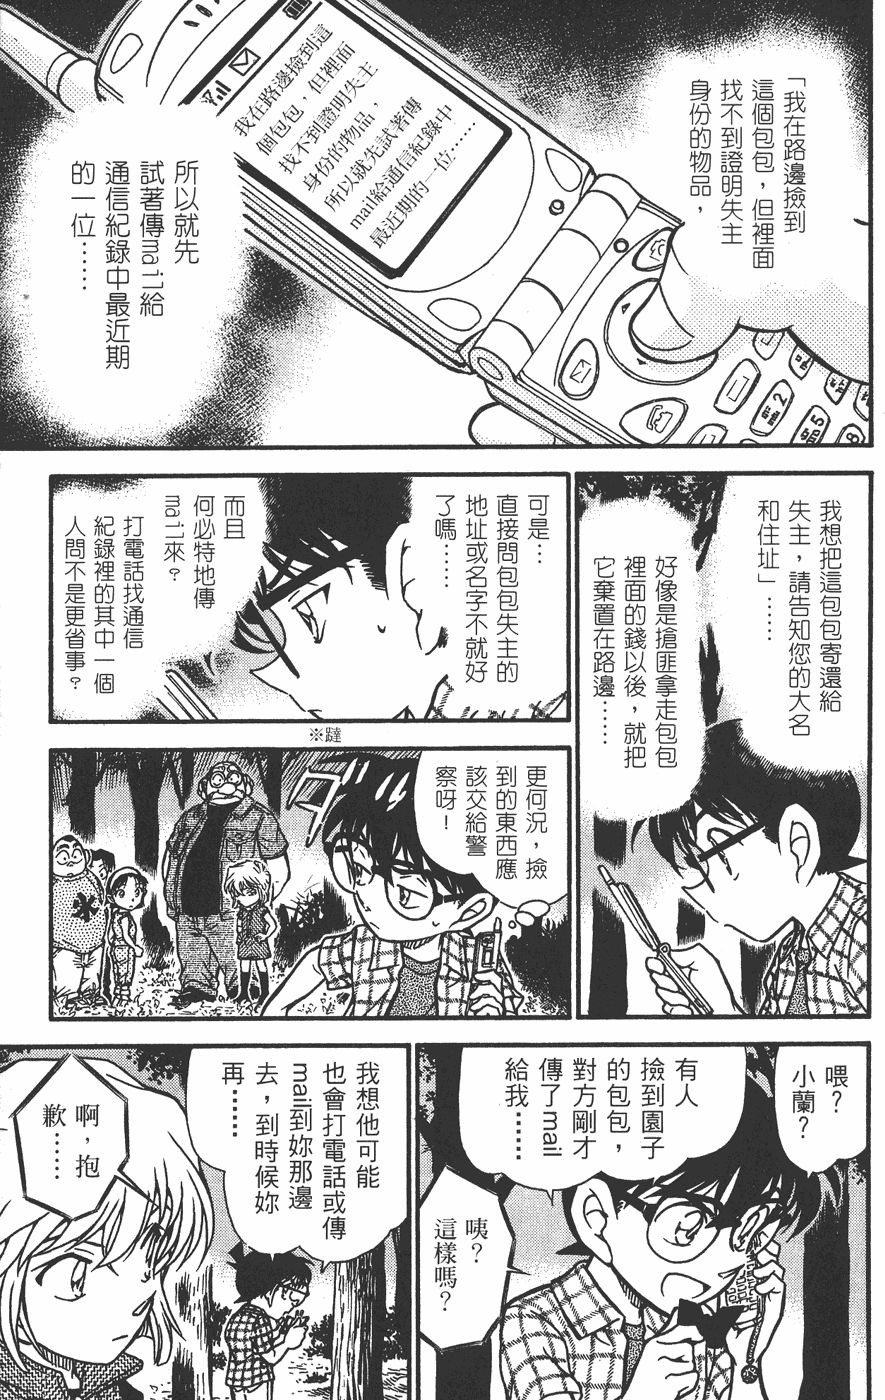 「我在路邊撿到
這個包包，但裡面
找不到證明失主
身份的物品，
我在路邊撿到這
個包包，但裡面
找不到證明失主
身份的物品，
所以就先試著傳
mail給通信紀錄中
最近期的一位……
所以就先
試著傳mail給
通信紀錄中最近期
的一位……
我想把這包包寄還給
失主，請告知您的大名
和住址」……
好像是搶匪拿走包包
裡面的錢以後，就把
它棄置在路邊……
可是…
直接問包包失主的
地址或名字不就好
了嗎……
而且
何必特地傳
mail來？
打電話找通信
紀錄裡的其中一個
人問不是更省事？
※躂
更何況，撿
到的東西應
該交給警
察呀！
喂？
小蘭？
有人
撿到園子
的包包，
對方剛才
傳了mail
給我……
咦？
這樣嗎？
我想他可能
也會打電話或傳
mail到妳那邊
去，到時候妳
再……
啊，抱
歉……